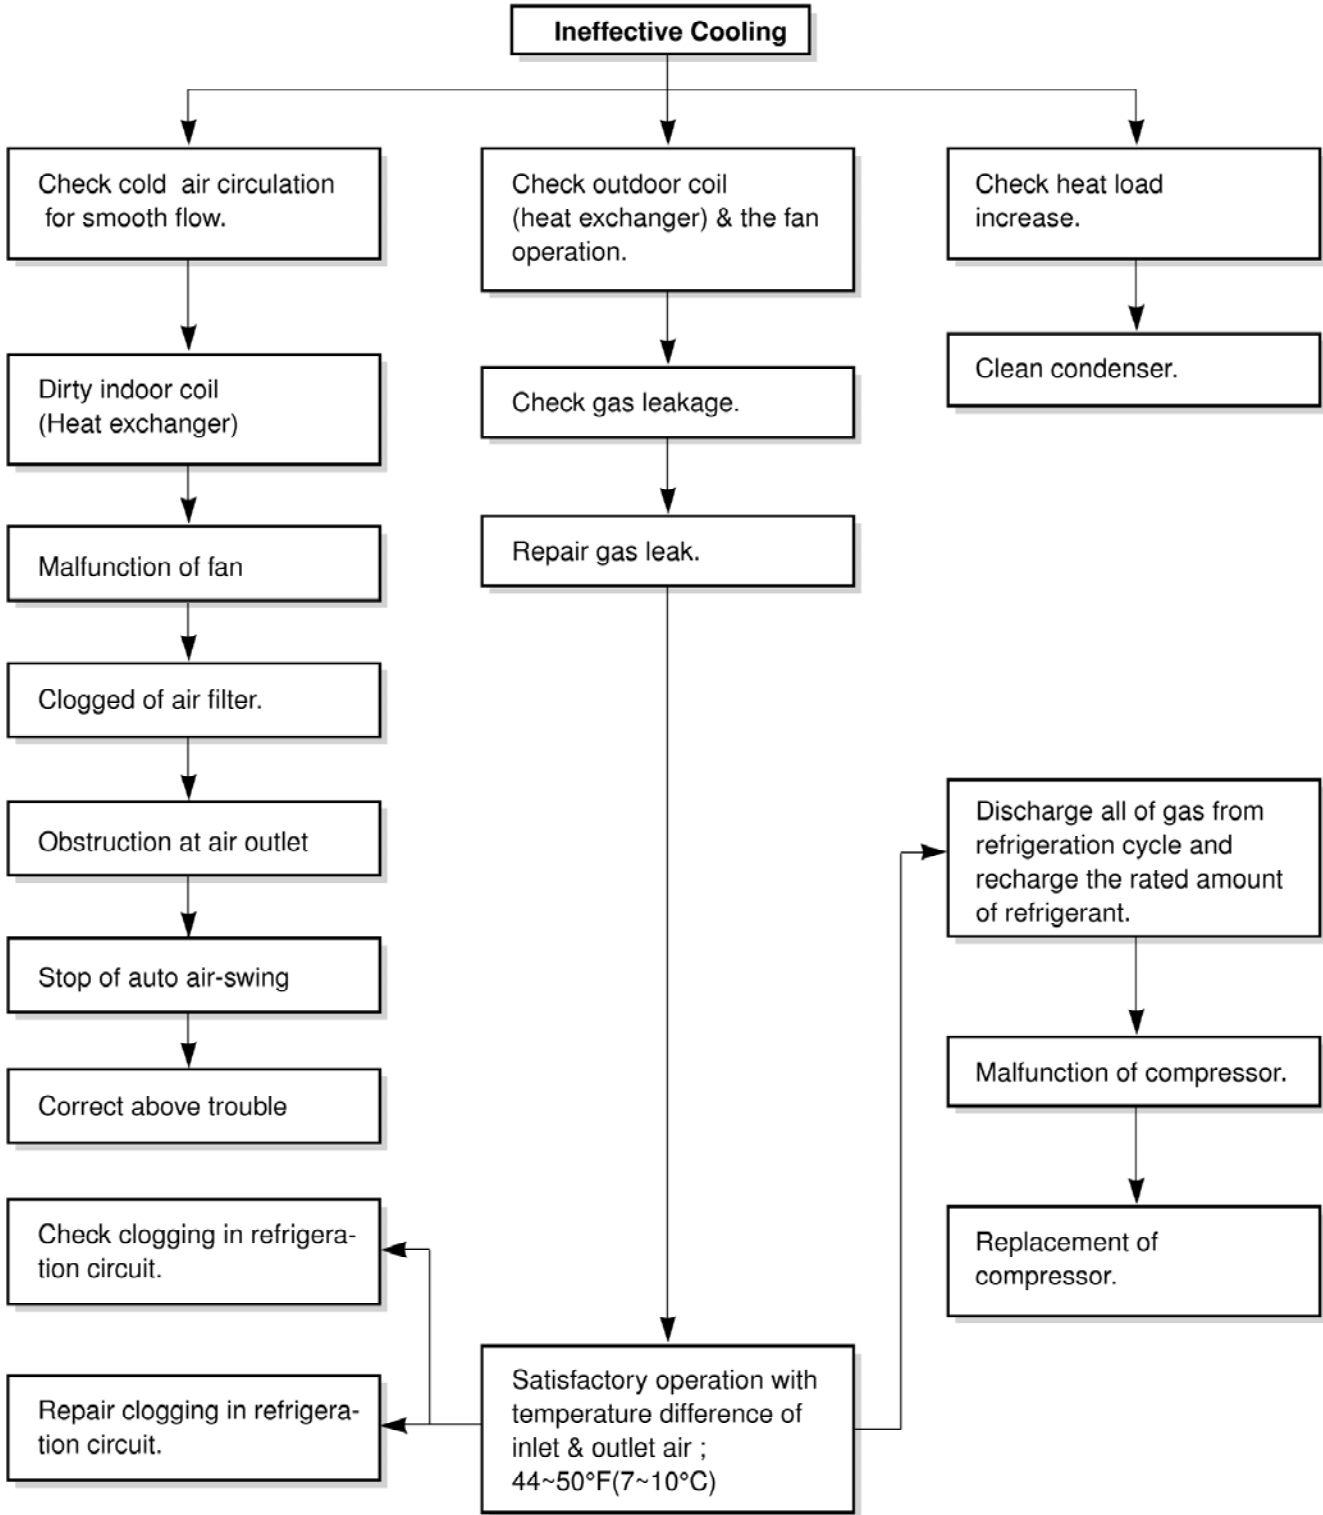 Ineffective Cooling
Check cold air circulation
for smooth flow.
Dirty indoor coil
(Heat exchanger)
Malfunction of fan
Clogged of air filter.
Obstruction at air outlet
Stop of auto air-swing
Correct above trouble
Check clogging in refrigera-
tion circuit.
Repair clogging in refrigera-
tion circuit.
Check outdoor coil
(heat exchanger) & the fan
operation.
Check gas leakage.
Repair gas leak.
Satisfactory operation with
temperature difference of
inlet & outlet air ;
44~50°F(7~10°C)
Check heat load
increase.
Clean condenser.
Discharge all of gas from
refrigeration cycle and
recharge the rated amount
of refrigerant.
Malfunction of compressor.
Replacement of
compressor.